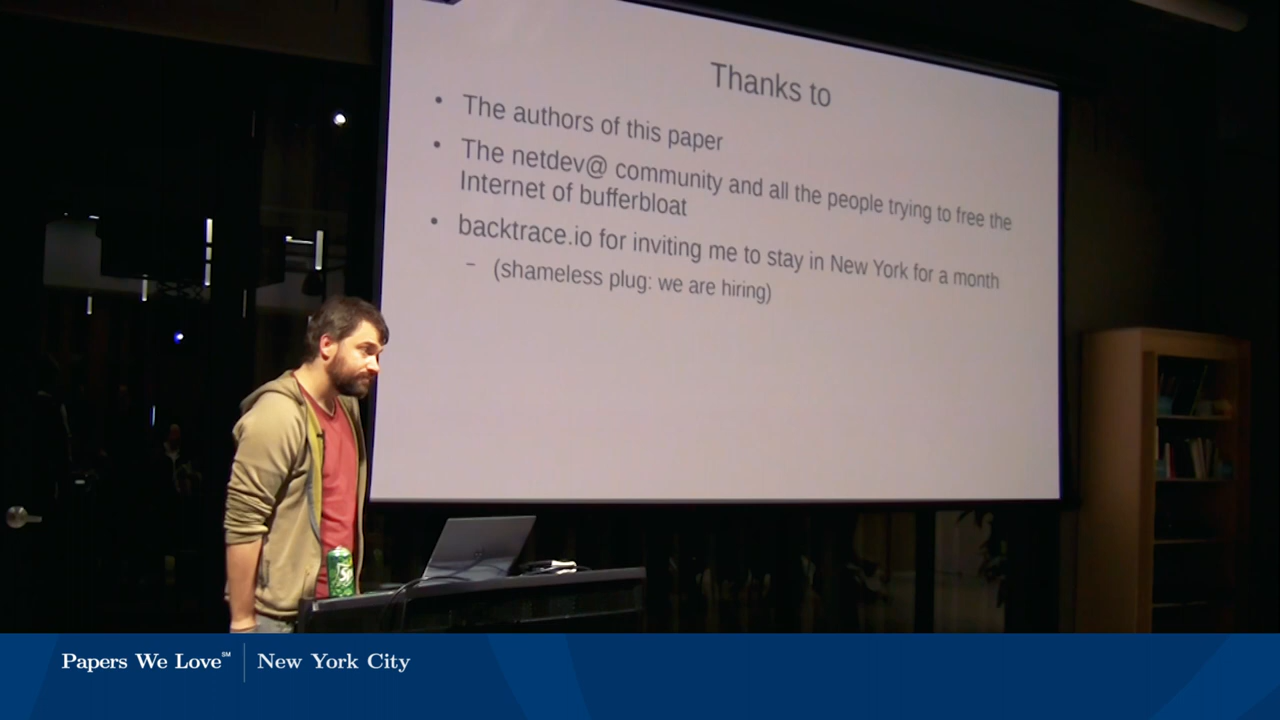 Thanks to
• The authors of this paper
• The netdev@ community and all the people trying to free the
Internet of bufferbloat
• backtrace.io for inviting me to stay in New York for a month
– (shameless plug: we are hiring)
Papers We Love℠ | New York City